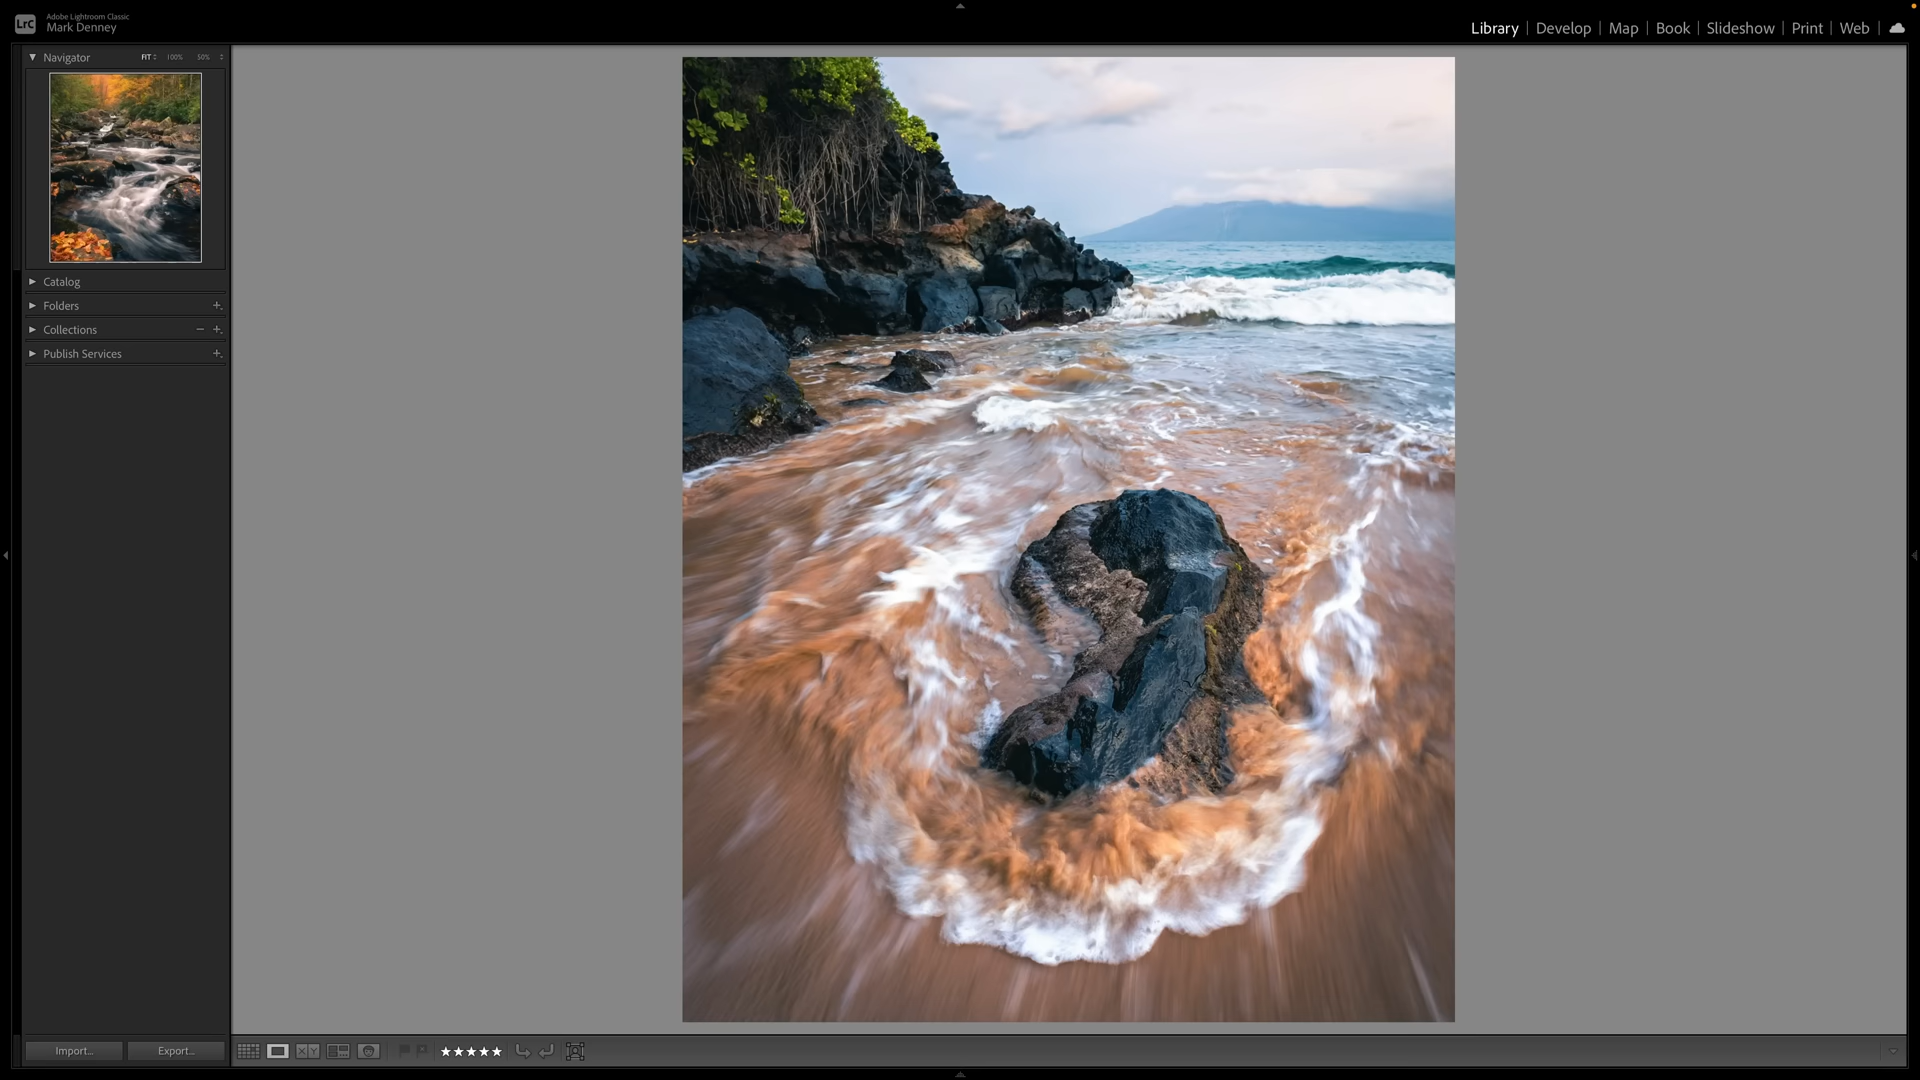 LrC
Adobe Lightroom Classic
Mark Denney
Library | Develop | Map | Book | Slideshow | Print | Web
Navigator FIT 100% 50%
Catalog
Folders
Collections
Publish Services
Import... Export...
XY